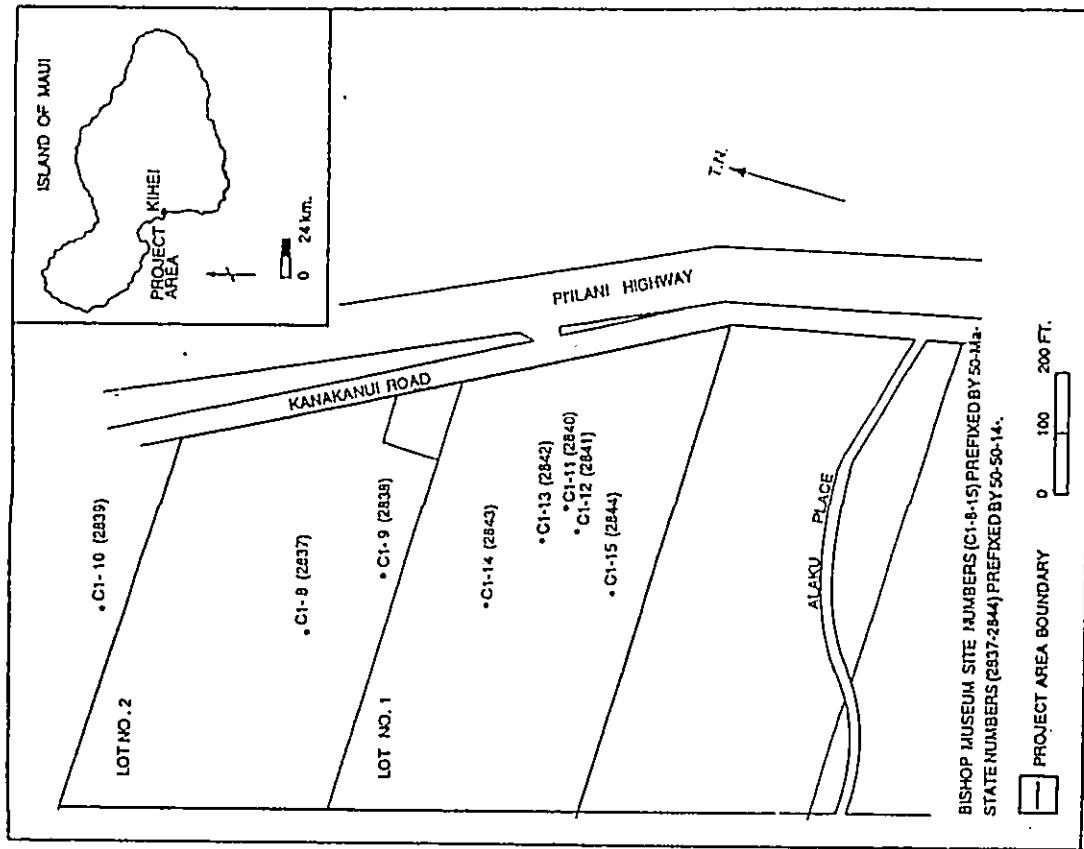 ISLAND OF MAUI
PROJECT
AREA
KIHEI
0 24 km.
T.N.
PIILANI HIGHWAY
KANAKANUI ROAD
C1-10 (2839)
LOT NO. 2
C1-8 (2837)
C1-9 (2838)
LOT NO. 1
C1-14 (2843)
C1-13 (2842)
C1-11 (2840)
C1-12 (2841)
C1-15 (2844)
ALAKU PLACE
BISHOP MUSEUM SITE NUMBERS (C1-8-15) PREFIXED BY 50-Ma-
STATE NUMBERS (2837-2844) PREFIXED BY 50-50-14-.
PROJECT AREA BOUNDARY
0 100 200 FT.